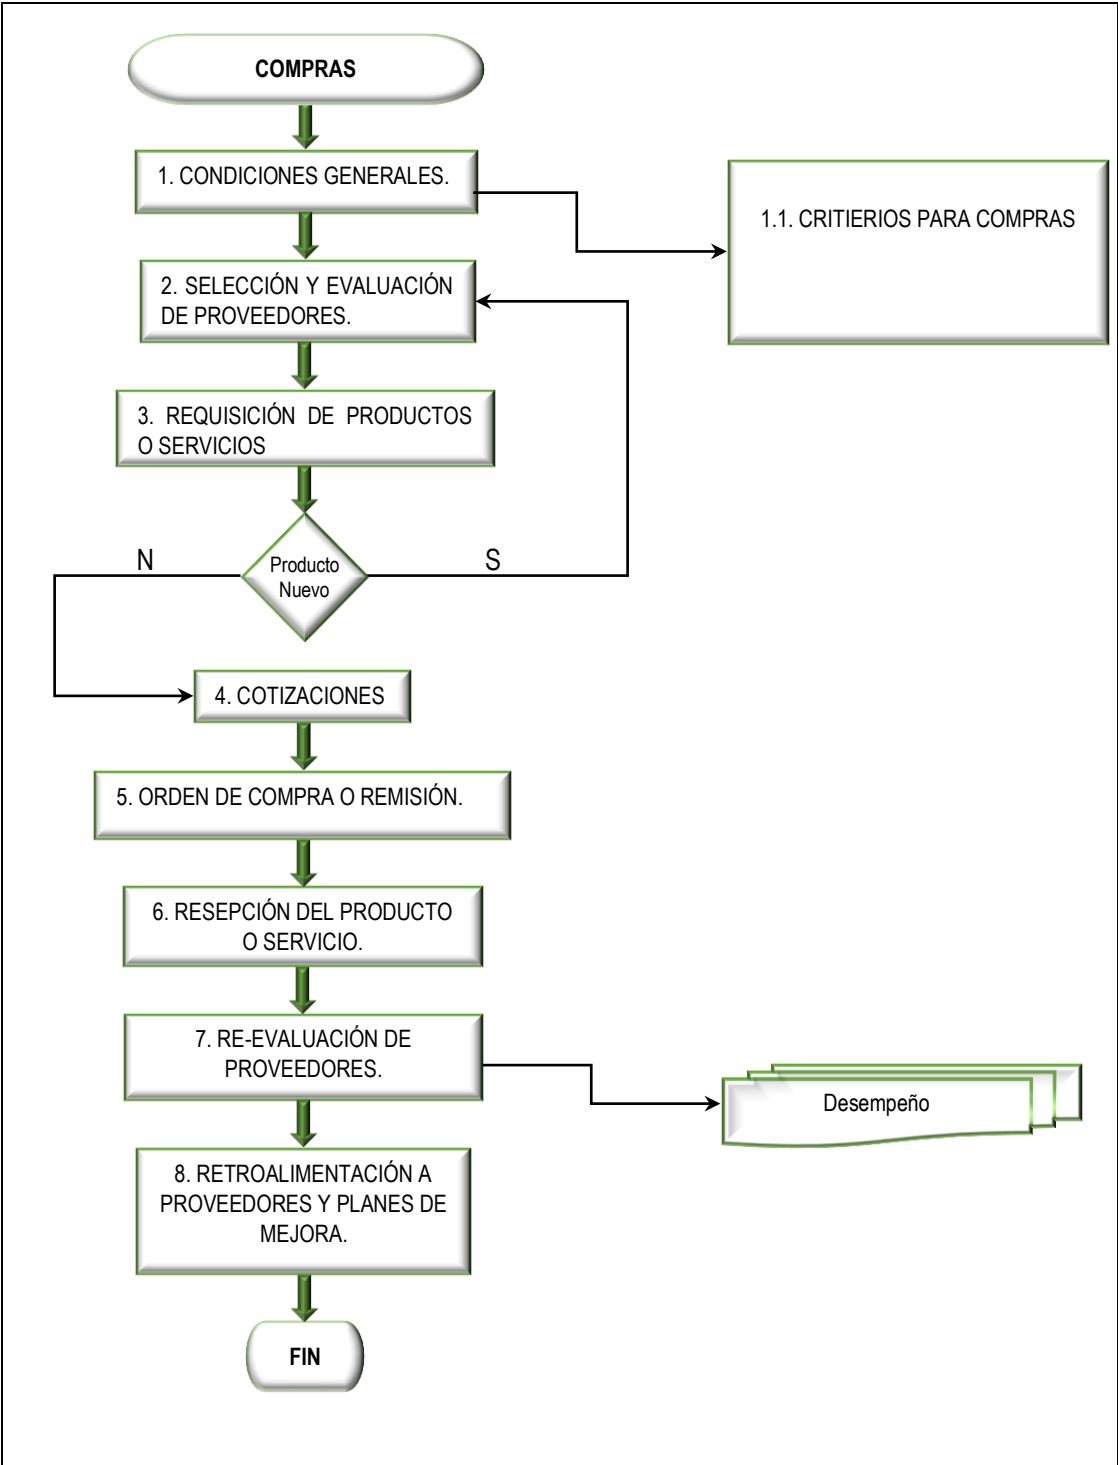 COMPRAS
1. CONDICIONES GENERALES.
1.1. CRITIERIOS PARA COMPRAS
2. SELECCIÓN Y EVALUACIÓN
DE PROVEEDORES.
3. REQUISICIÓN DE PRODUCTOS
O SERVICIOS
N
S
Producto
Nuevo
4. COTIZACIONES
5. ORDEN DE COMPRA O REMISIÓN.
6. RESEPCIÓN DEL PRODUCTO
O SERVICIO.
7. RE-EVALUACIÓN DE
PROVEEDORES.
Desempeño
8. RETROALIMENTACIÓN A
PROVEEDORES Y PLANES DE
MEJORA.
FIN